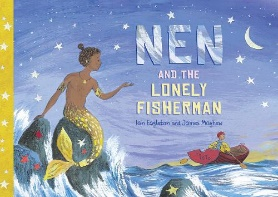 NEN
AND THE
LONELY
FISHERMAN
Ian Eagleton and James Mayhew